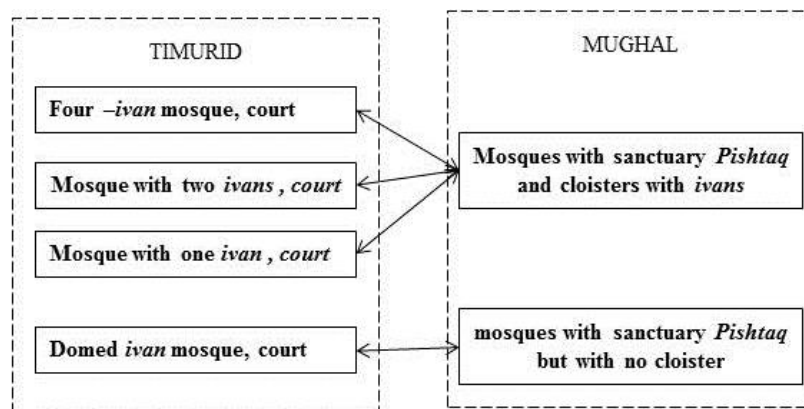 TIMURID
Four –ivan mosque, court
Mosque with two ivans , court
Mosque with one ivan , court
Domed ivan mosque, court
MUGHAL
Mosques with sanctuary Pishtaq
and cloisters with ivans
mosques with sanctuary Pishtaq
but with no cloister